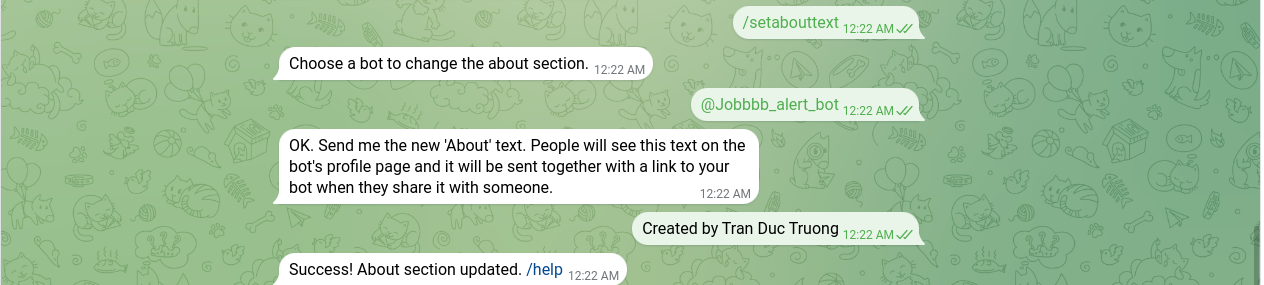 /setabouttext 12:22 AM
Choose a bot to change the about section. 12:22 AM
@Jobbbb_alert_bot 12:22 AM
OK. Send me the new 'About' text. People will see this text on the
bot's profile page and it will be sent together with a link to your
bot when they share it with someone. 12:22 AM
Created by Tran Duc Truong 12:22 AM
Success! About section updated. /help 12:22 AM